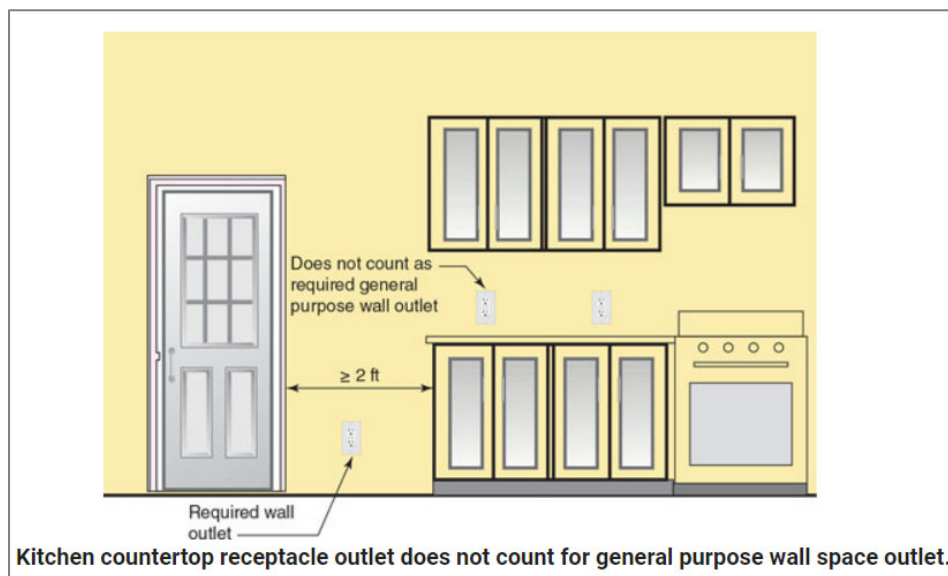 Does not count as
required general
purpose wall outlet
≥ 2 ft
Required wall
outlet
Kitchen countertop receptacle outlet does not count for general purpose wall space outlet.